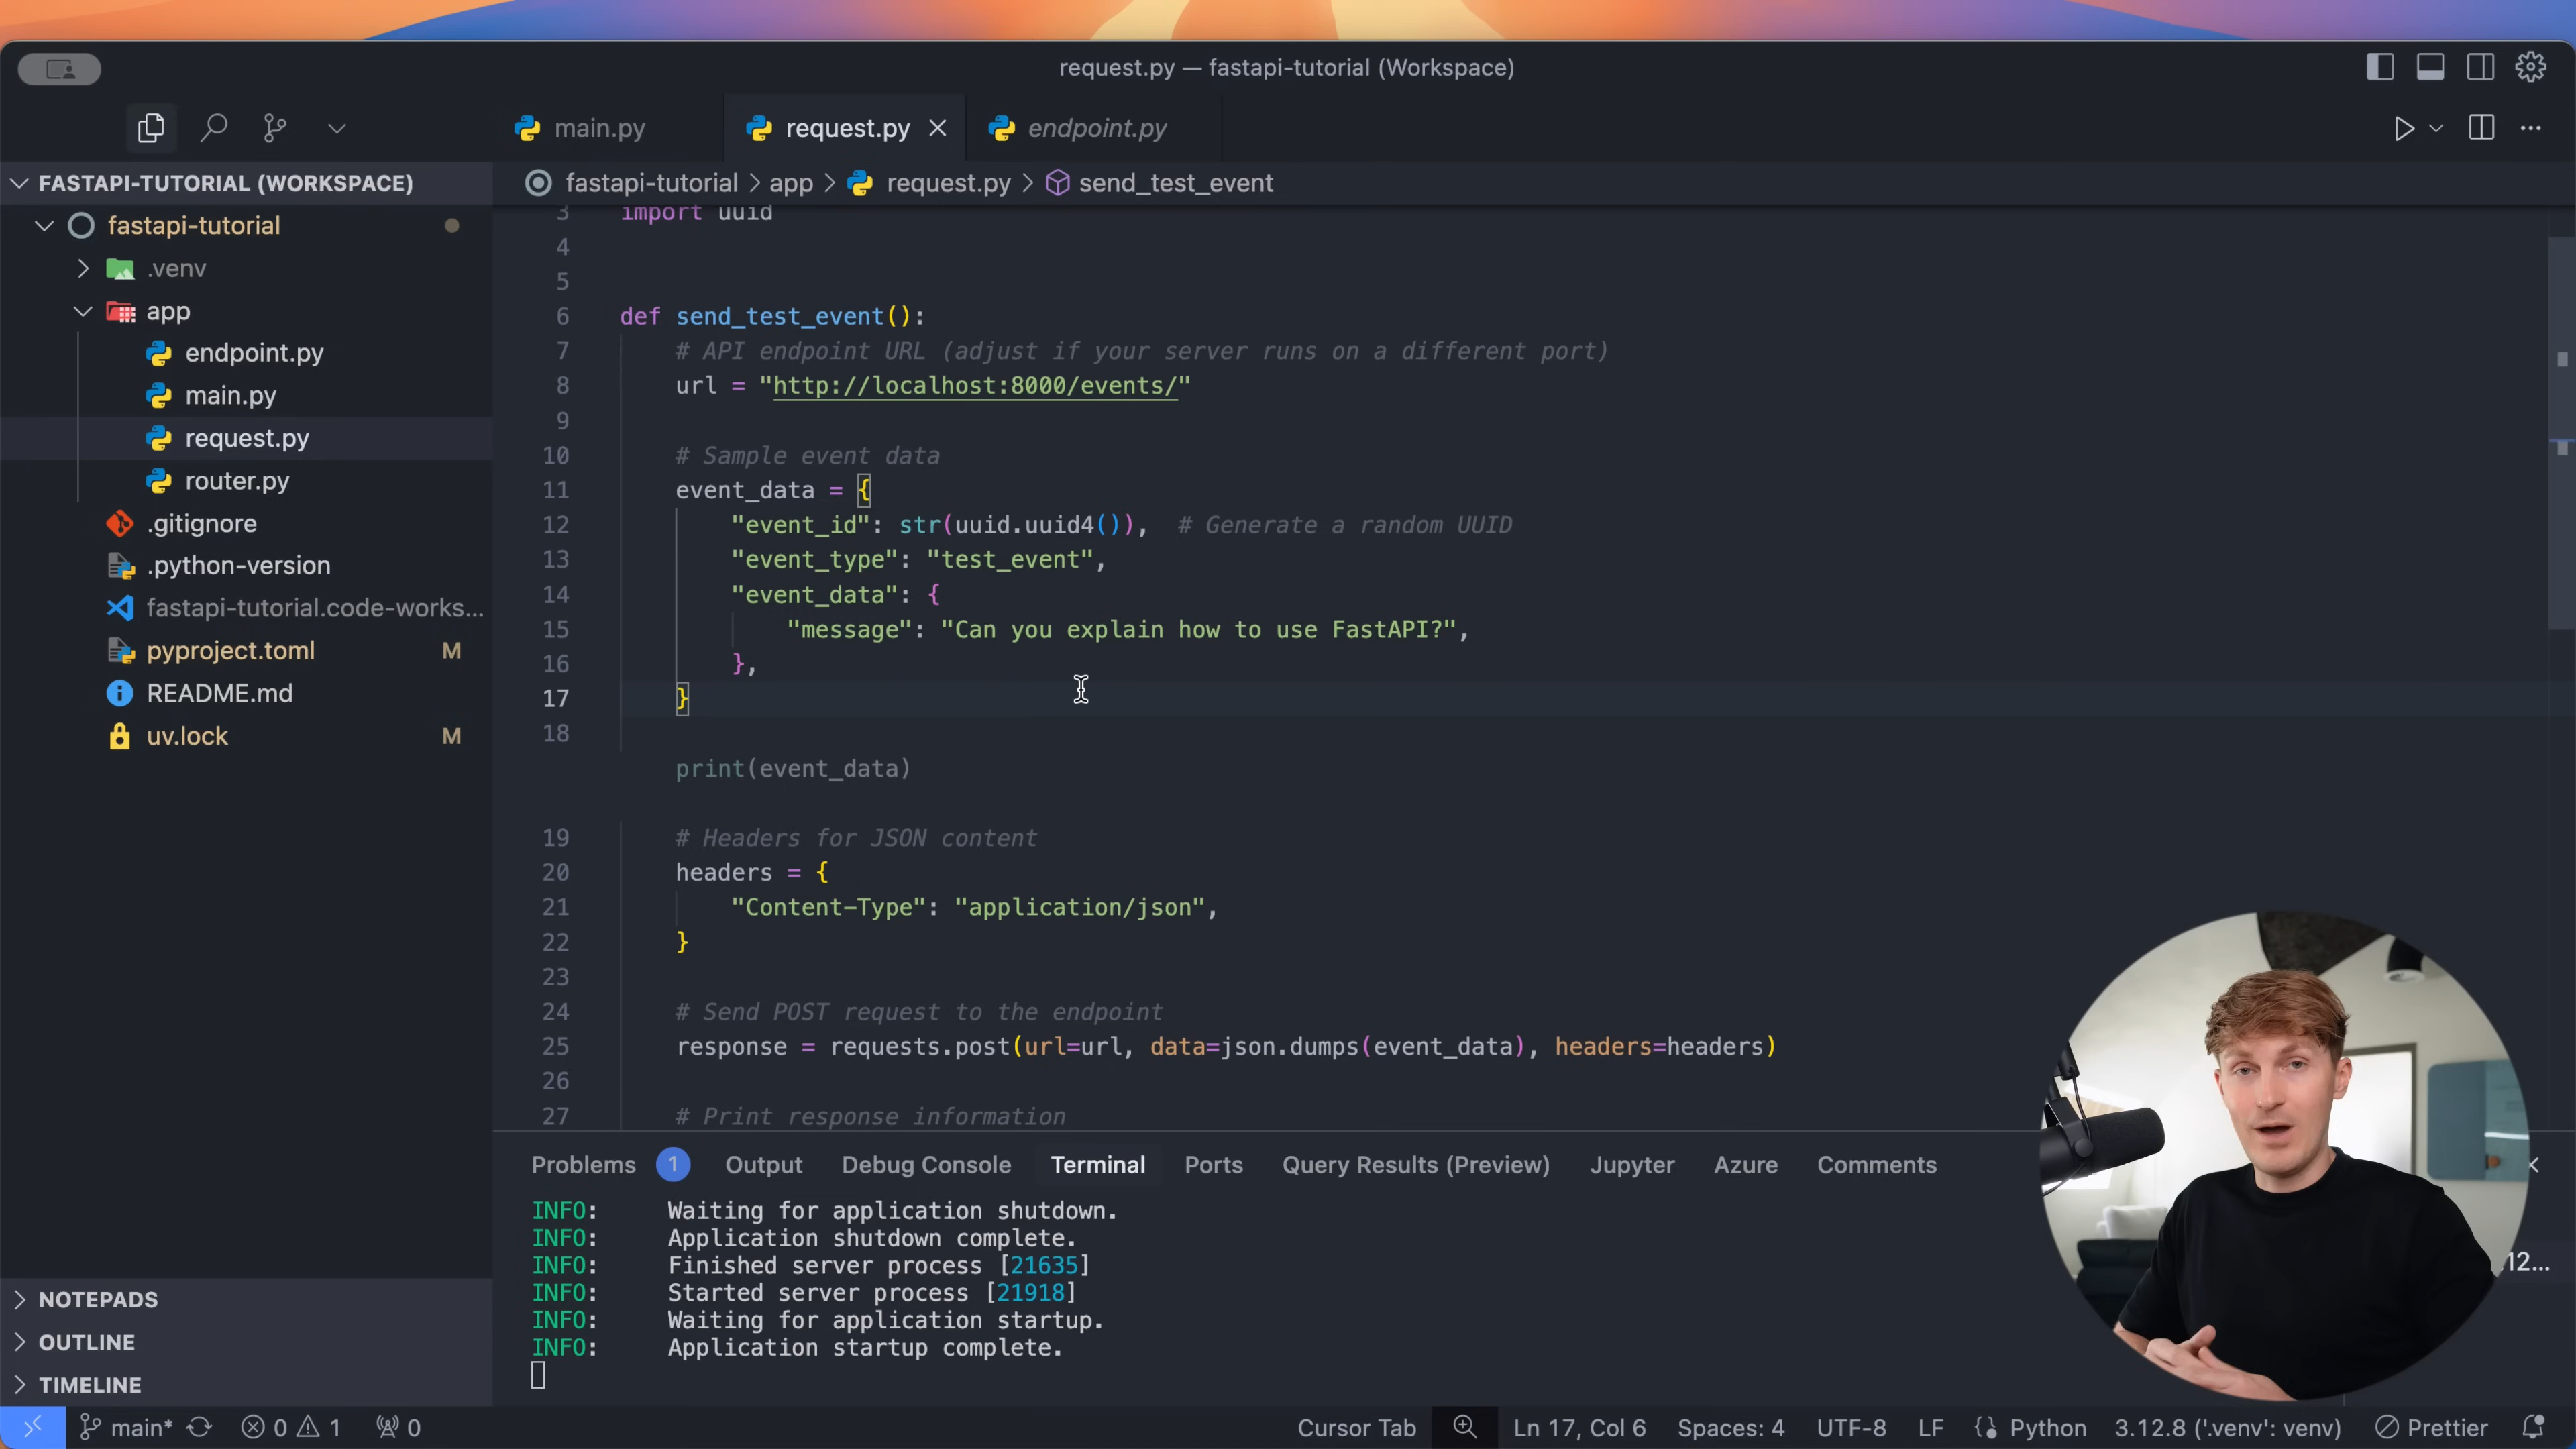 request.py — fastapi-tutorial (Workspace)
main.py
request.py
endpoint.py
FASTAPI-TUTORIAL (WORKSPACE)
fastapi-tutorial > app > request.py > send_test_event
fastapi-tutorial
.venv
app
endpoint.py
main.py
request.py
router.py
.gitignore
.python-version
fastapi-tutorial.code-works...
pyproject.toml M
README.md
uv.lock M
NOTEPADS
OUTLINE
TIMELINE
3 import uuid
4
5
6 def send_test_event():
7 # API endpoint URL (adjust if your server runs on a different port)
8 url = "http://localhost:8000/events/"
9
10 # Sample event data
11 event_data = {
12 "event_id": str(uuid.uuid4()), # Generate a random UUID
13 "event_type": "test_event",
14 "event_data": {
15 "message": "Can you explain how to use FastAPI?",
16 },
17 }
18
print(event_data)
19 # Headers for JSON content
20 headers = {
21 "Content-Type": "application/json",
22 }
23
24 # Send POST request to the endpoint
25 response = requests.post(url=url, data=json.dumps(event_data), headers=headers)
26
27 # Print response information
Problems 1 Output Debug Console Terminal Ports Query Results (Preview) Jupyter Azure Comments
INFO: Waiting for application shutdown.
INFO: Application shutdown complete.
INFO: Finished server process [21635]
INFO: Started server process [21918]
INFO: Waiting for application startup.
INFO: Application startup complete.
12...
main* 0 1 0 Cursor Tab Ln 17, Col 6 Spaces: 4 UTF-8 LF Python 3.12.8 ('.venv': venv) Prettier